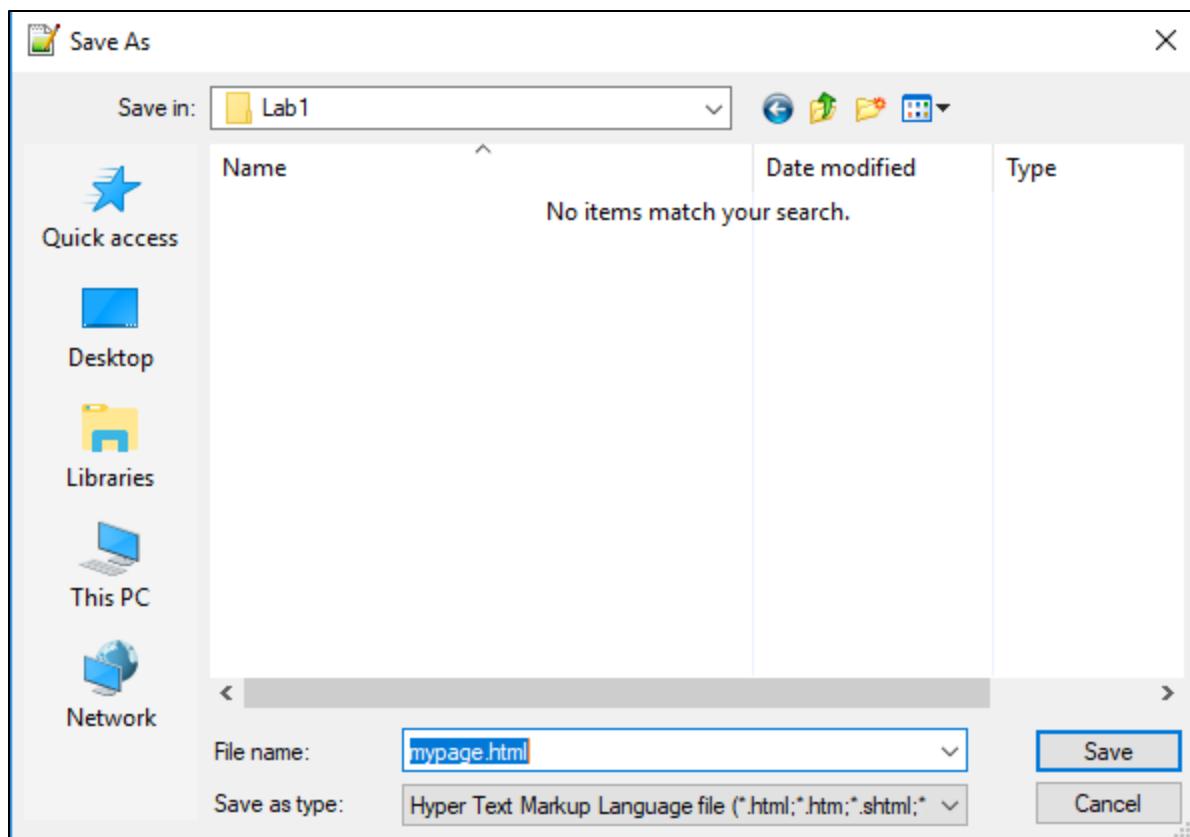 Save As
Save in: Lab1
Name Date modified Type
No items match your search.
Quick access
Desktop
Libraries
This PC
Network
File name: mypage.html Save
Save as type: Hyper Text Markup Language file (*.html;*.htm;*.shtml;* Cancel